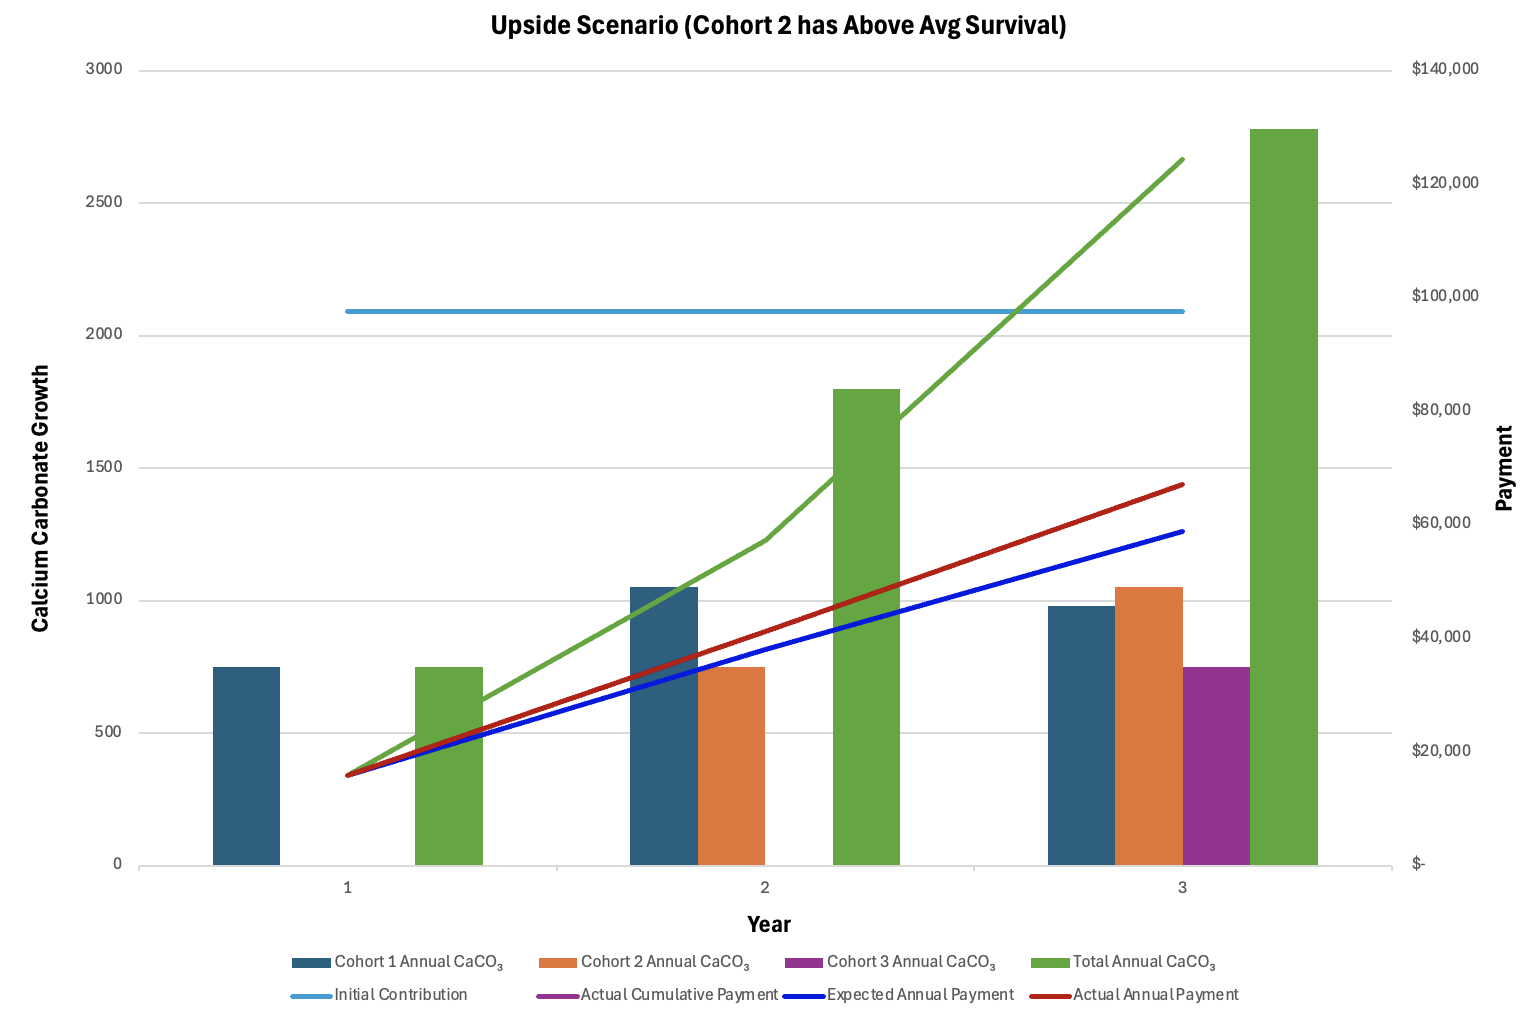 Upside Scenario (Cohort 2 has Above Avg Survival)
3000
2500
2000
1500
1000
500
0
Calcium Carbonate Growth
$140,000
$120,000
$100,000
$80,000
$60,000
$40,000
$20,000
$-
Payment
1 2 3
Year
Cohort 1 Annual CaCO₃ Cohort 2 Annual CaCO₃ Cohort 3 Annual CaCO₃ Total Annual CaCO₃
Initial Contribution Actual Cumulative Payment Expected Annual Payment Actual Annual Payment